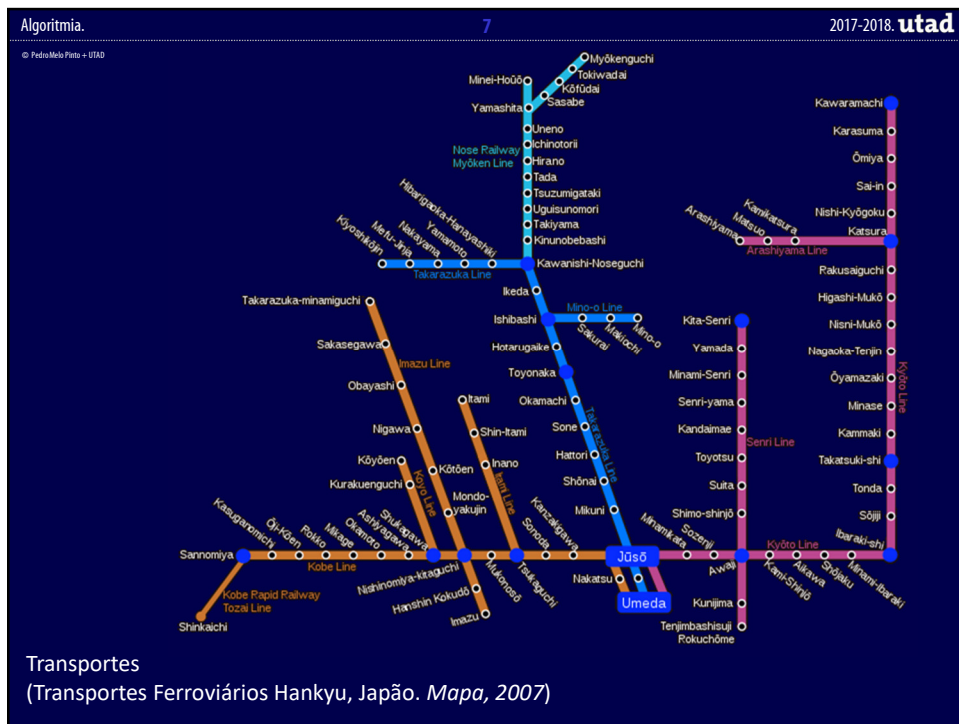 Algoritmia.
7
2017-2018. utad
© Pedro Melo Pinto + UTAD
Myōkenguchi
Tokiwadai
Kōfūdai
Sasabe
Minei-Hoūō
Yamashita
Uneno
Ichinotorii
Nose Railway
Myōken Line
Hirano
Tada
Tsuzumigataki
Uguisunomori
Takiyama
Kinunobebashi
Kiyoshikōjin
Mefu-Jinja
Nakayama
Yamamoto
Hibarigaoka-Hanayashiki
Takarazuka Line
Kawanishi-Noseguchi
Ikeda
Ishibashi
Mino-o Line
Sakurai
Makiochi
Mino-o
Hotarugaike
Toyonaka
Okamachi
Sone
Hattori
Shōnai
Mikuni
Takarazuka Line
Kawaramachi
Karasuma
Ōmiya
Sai-in
Nishi-Kyōgoku
Katsura
Arashiyama
Matsuo
Kamikatsura
Arashiyama Line
Rakusaiguchi
Higashi-Mukō
Nisni-Mukō
Nagaoka-Tenjin
Ōyamazaki
Minase
Kammaki
Takatsuki-shi
Tonda
Sōjiji
Ibaraki-shi
Kyōto Line
Kita-Senri
Yamada
Minami-Senri
Senri-yama
Kandaimae
Senri Line
Toyotsu
Suita
Shimo-shinjō
Takarazuka-minamiguchi
Sakasegawa
Imazu Line
Obayashi
Nigawa
Kōtōen
Mondo-
yakujin
Itami
Shin-Itami
Inano
Itami Line
Kōyōen
Kurakuenguchi
Koyo Line
Sannomiya
Kasuganomichi
Ōji-Kōen
Rokko
Mikage
Okamoto
Ashiyagawa
Shukagawa
Kobe Line
Nishinomiya-kitaguchi
Mukonosō
Tsukaguchi
Sonoda
Kanzakigawa
Jūsō
Minamikata
Sozenji
Awaji
Kyōto Line
Kami-Shinjō
Aikawa
Shōjaku
Minami-Ibaraki
Nakatsu
Umeda
Kunijima
Tenjimbashisuji
Rokuchōme
Hanshin Kokudō
Imazu
Kobe Rapid Railway
Tozai Line
Shinkaichi
Transportes
(Transportes Ferroviários Hankyu, Japão. Mapa, 2007)